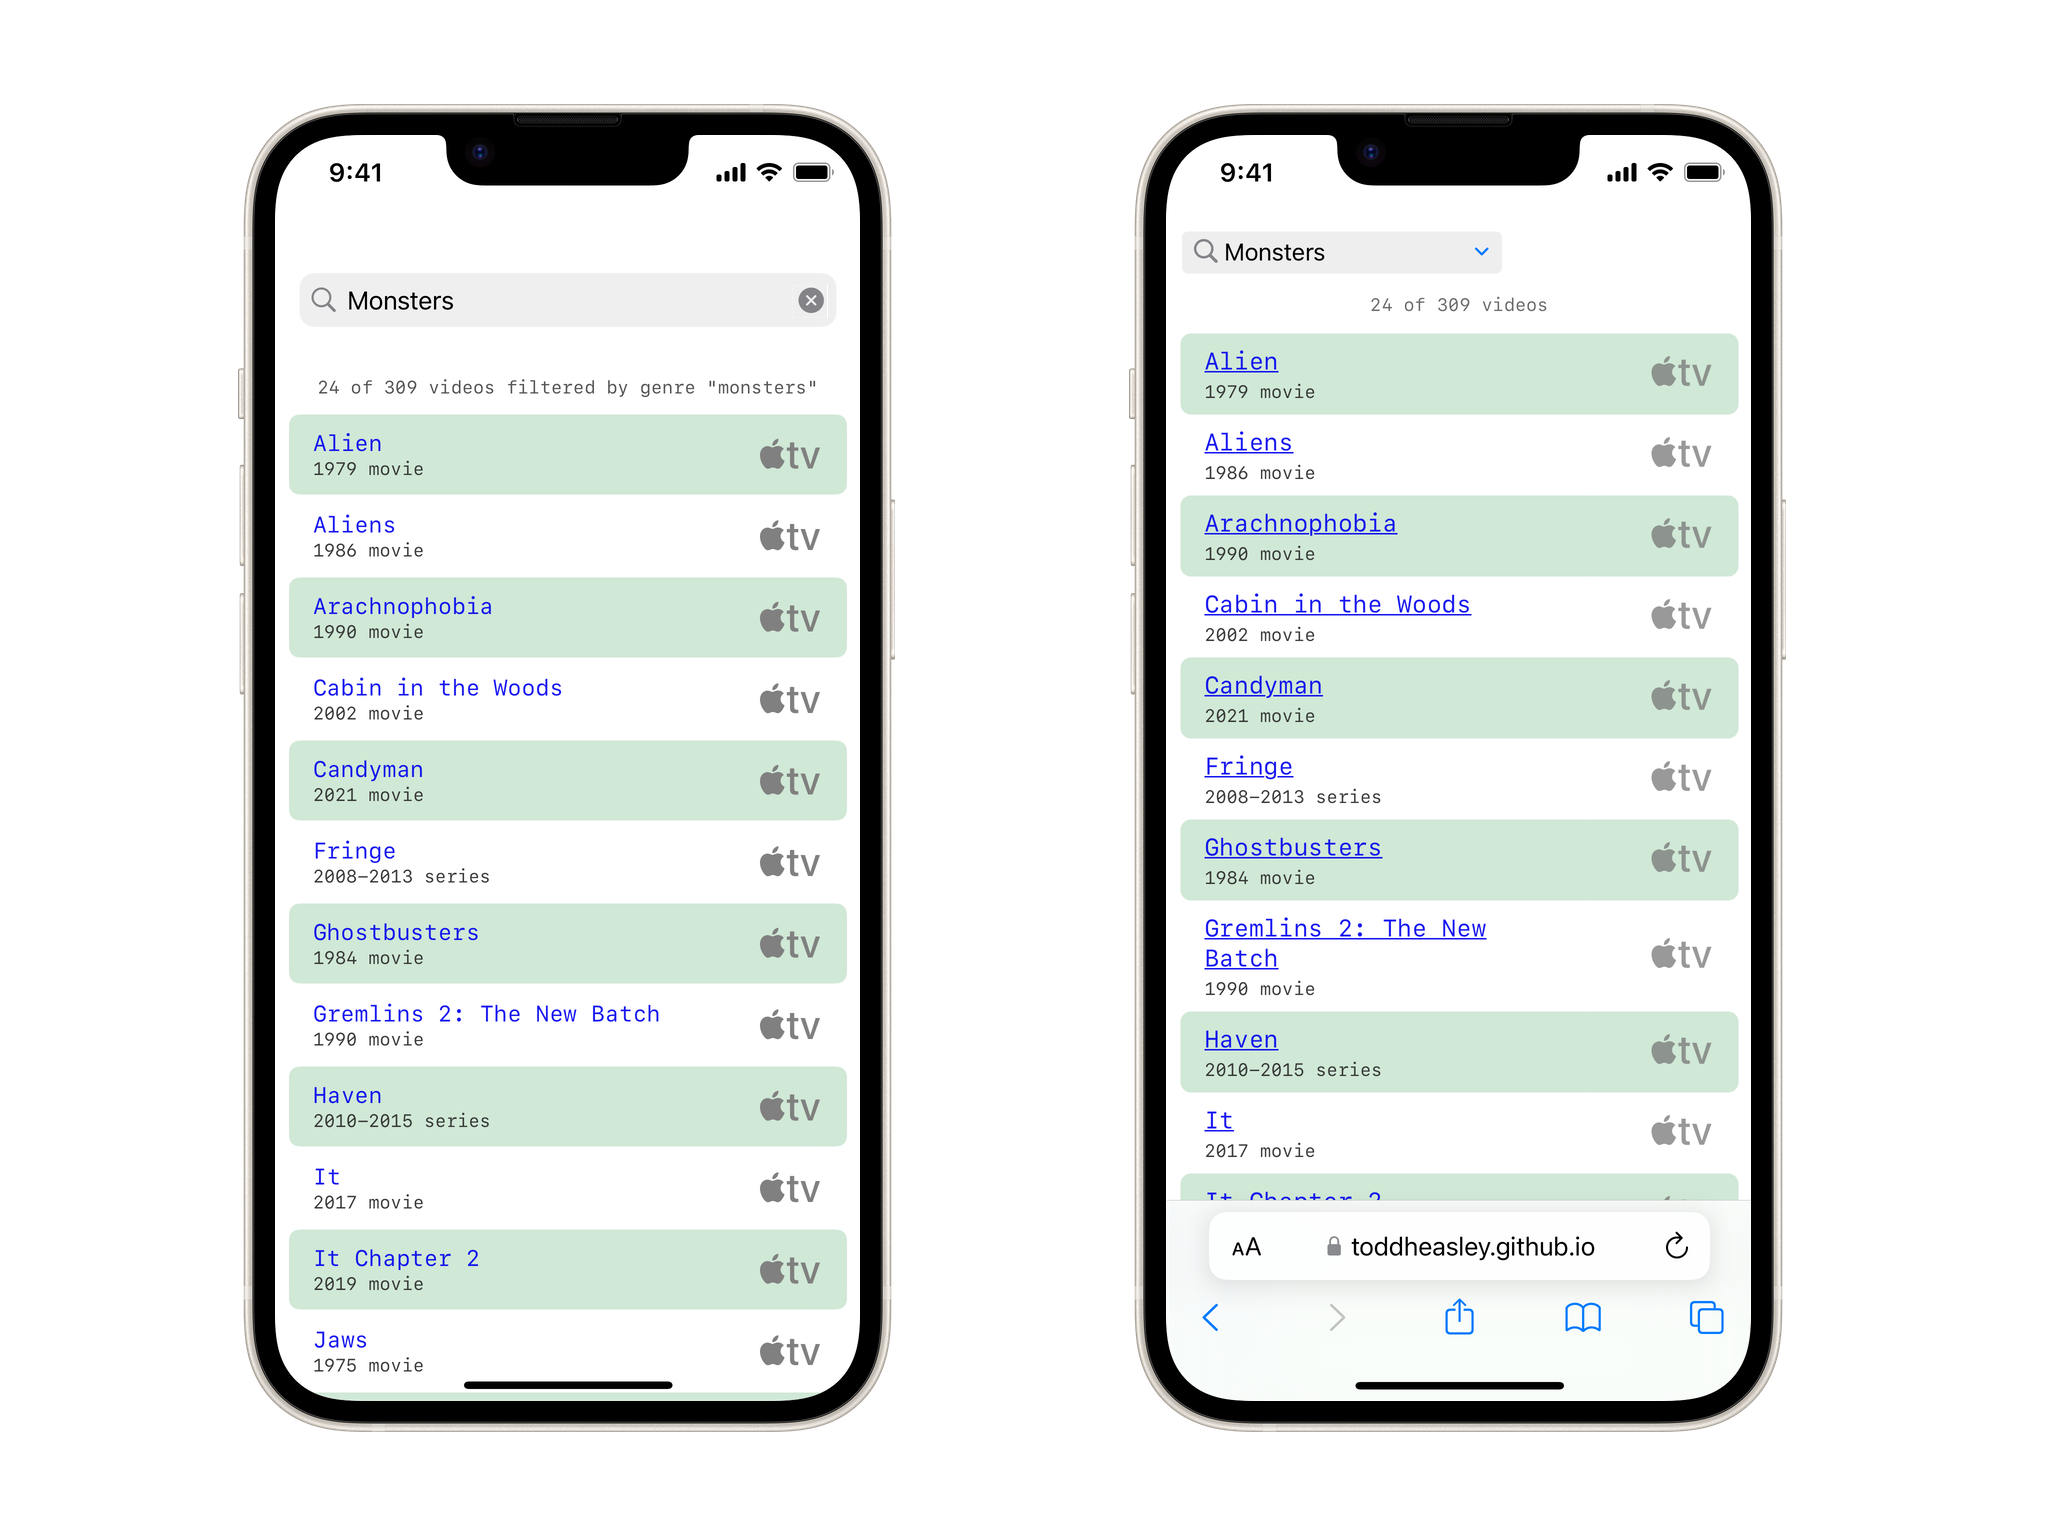 9:41
Monsters
24 of 309 videos filtered by genre "monsters"
Alien
1979 movie
tv
Aliens
1986 movie
tv
Arachnophobia
1990 movie
tv
Cabin in the Woods
2002 movie
tv
Candyman
2021 movie
tv
Fringe
2008–2013 series
tv
Ghostbusters
1984 movie
tv
Gremlins 2: The New Batch
1990 movie
tv
Haven
2010–2015 series
tv
It
2017 movie
tv
It Chapter 2
2019 movie
tv
Jaws
1975 movie
tv
9:41
Monsters
24 of 309 videos
Alien
1979 movie
tv
Aliens
1986 movie
tv
Arachnophobia
1990 movie
tv
Cabin in the Woods
2002 movie
tv
Candyman
2021 movie
tv
Fringe
2008–2013 series
tv
Ghostbusters
1984 movie
tv
Gremlins 2: The New
Batch
1990 movie
tv
Haven
2010–2015 series
tv
It
2017 movie
tv
It Chapter 2
AA toddheasley.github.io